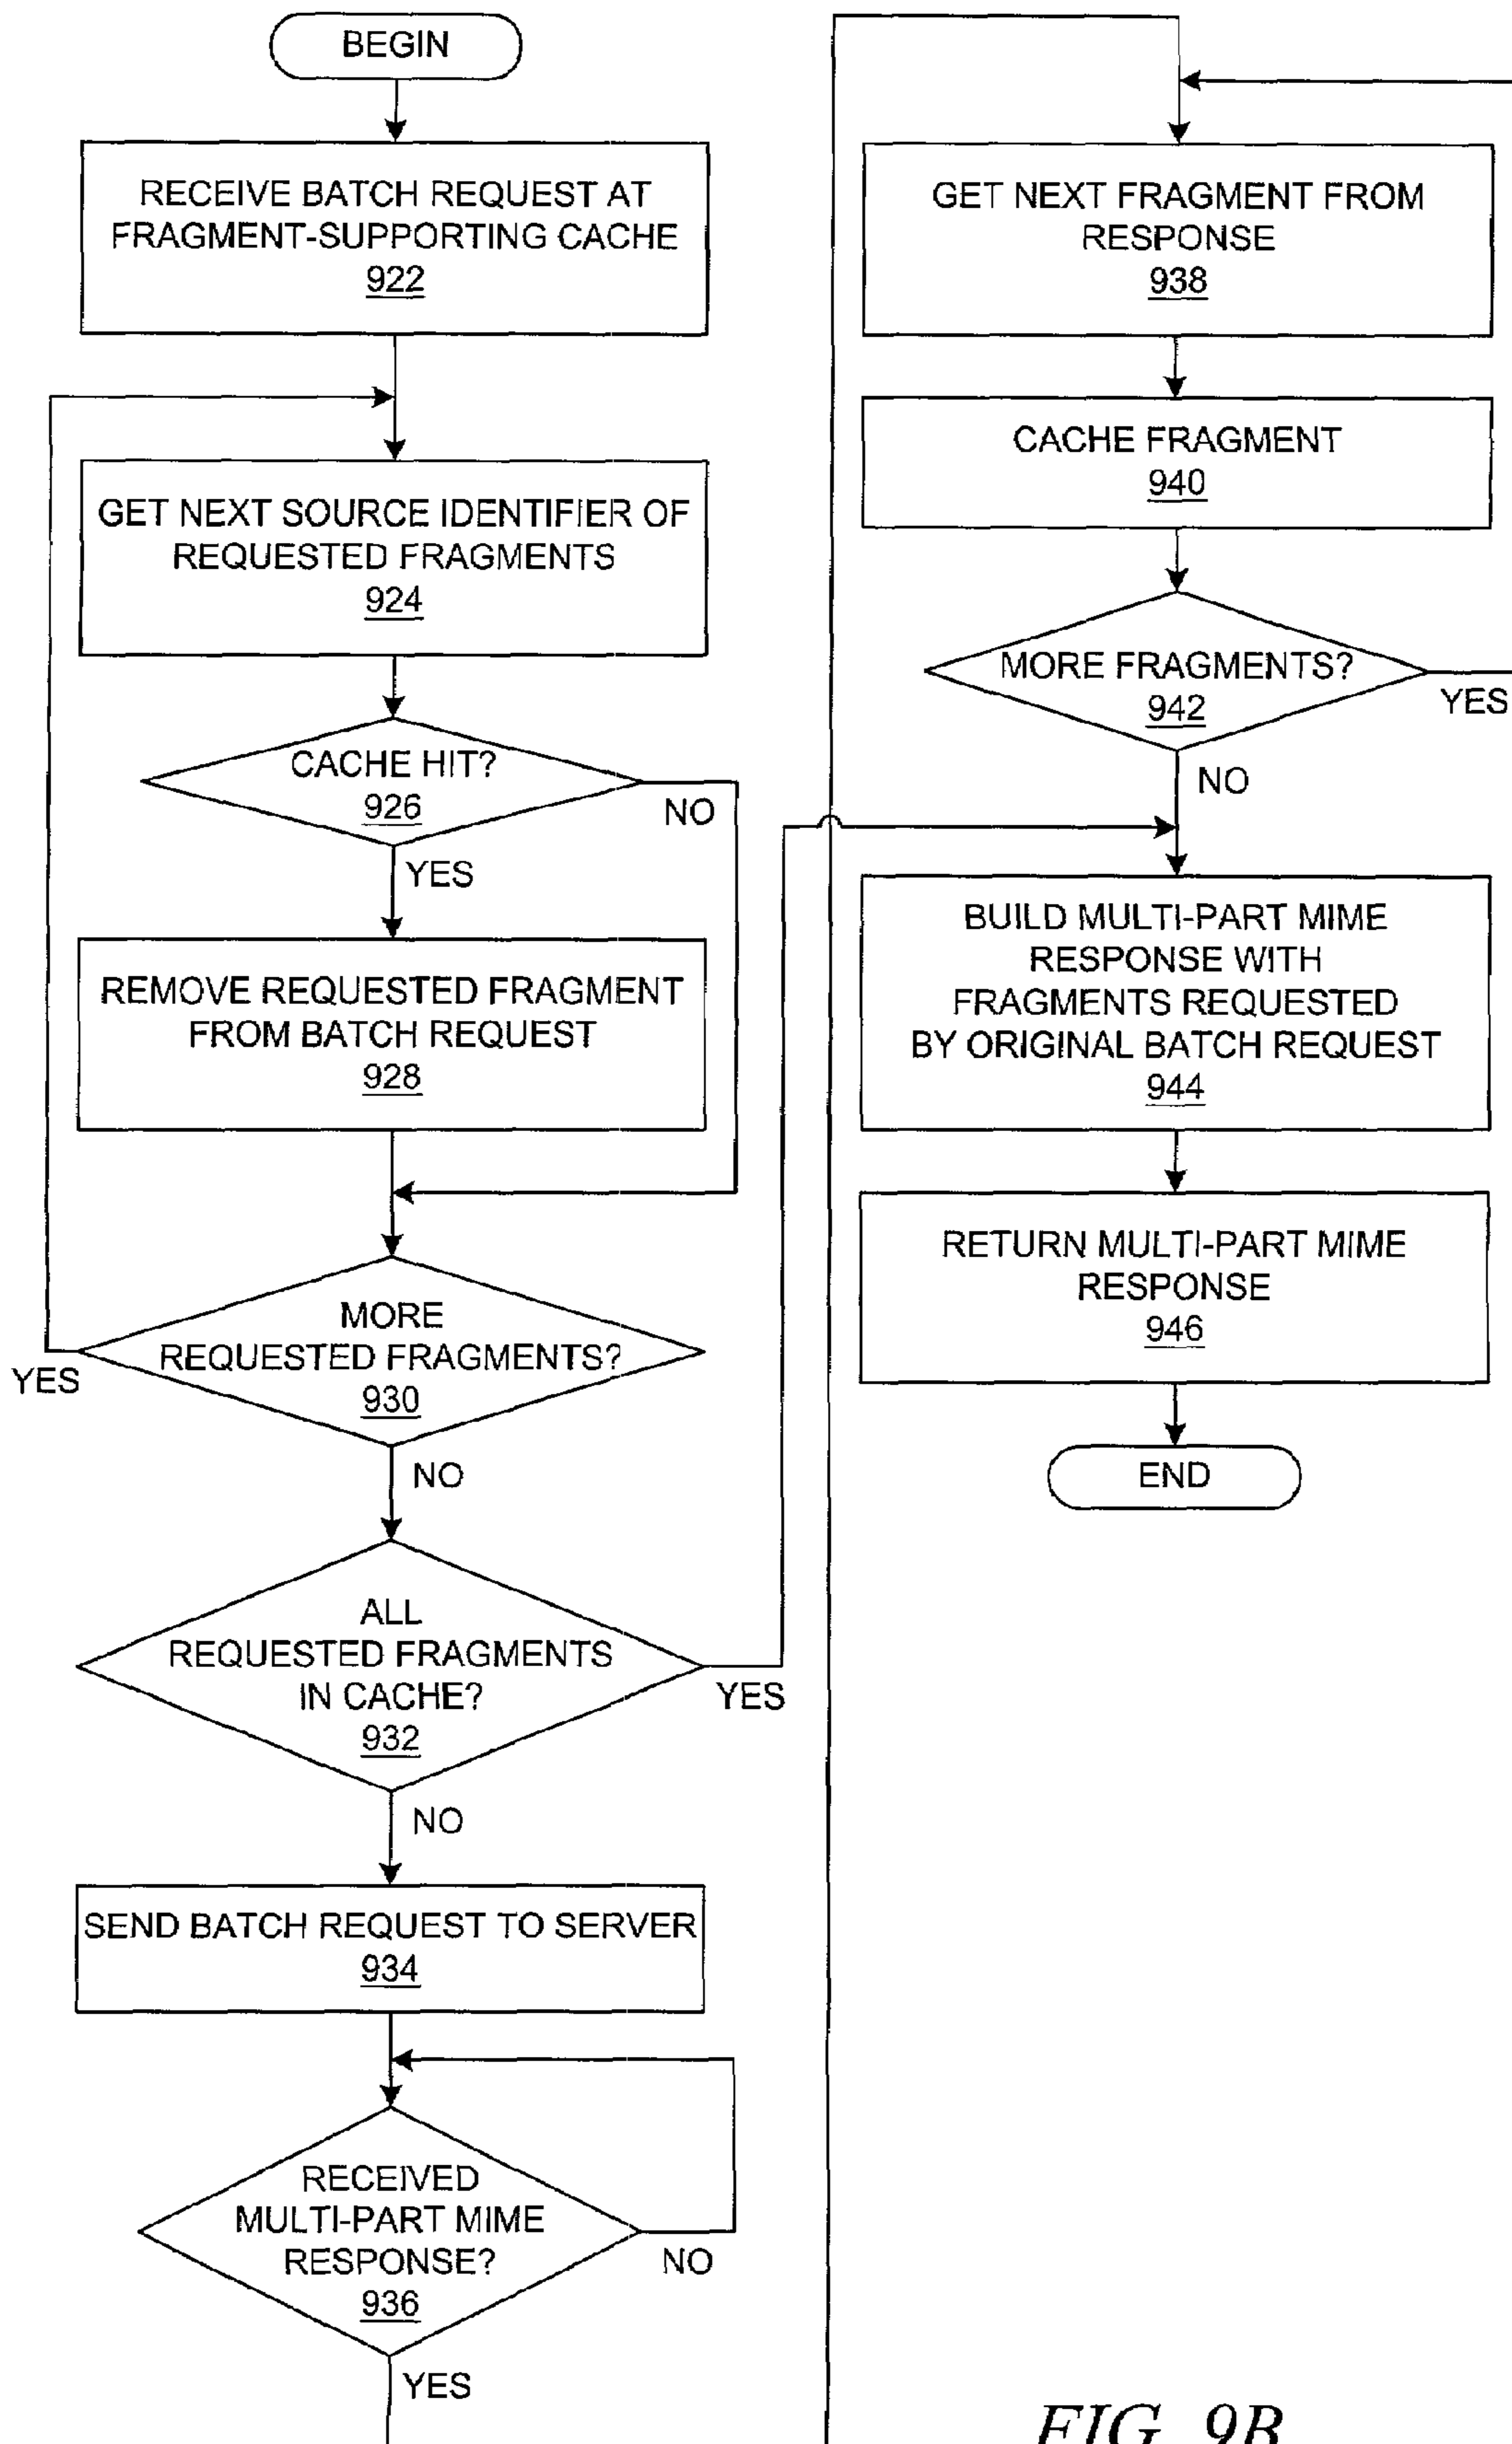 BEGIN
RECEIVE BATCH REQUEST AT
FRAGMENT-SUPPORTING CACHE
922
GET NEXT SOURCE IDENTIFIER OF
REQUESTED FRAGMENTS
924
CACHE HIT?
926
NO
YES
REMOVE REQUESTED FRAGMENT
FROM BATCH REQUEST
928
MORE
REQUESTED FRAGMENTS?
930
YES
NO
ALL
REQUESTED FRAGMENTS
IN CACHE?
932
YES
NO
SEND BATCH REQUEST TO SERVER
934
RECEIVED
MULTI-PART MIME
RESPONSE?
936
NO
YES
GET NEXT FRAGMENT FROM
RESPONSE
938
CACHE FRAGMENT
940
MORE FRAGMENTS?
942
YES
NO
BUILD MULTI-PART MIME
RESPONSE WITH
FRAGMENTS REQUESTED
BY ORIGINAL BATCH REQUEST
944
RETURN MULTI-PART MIME
RESPONSE
946
END
FIG. 9B